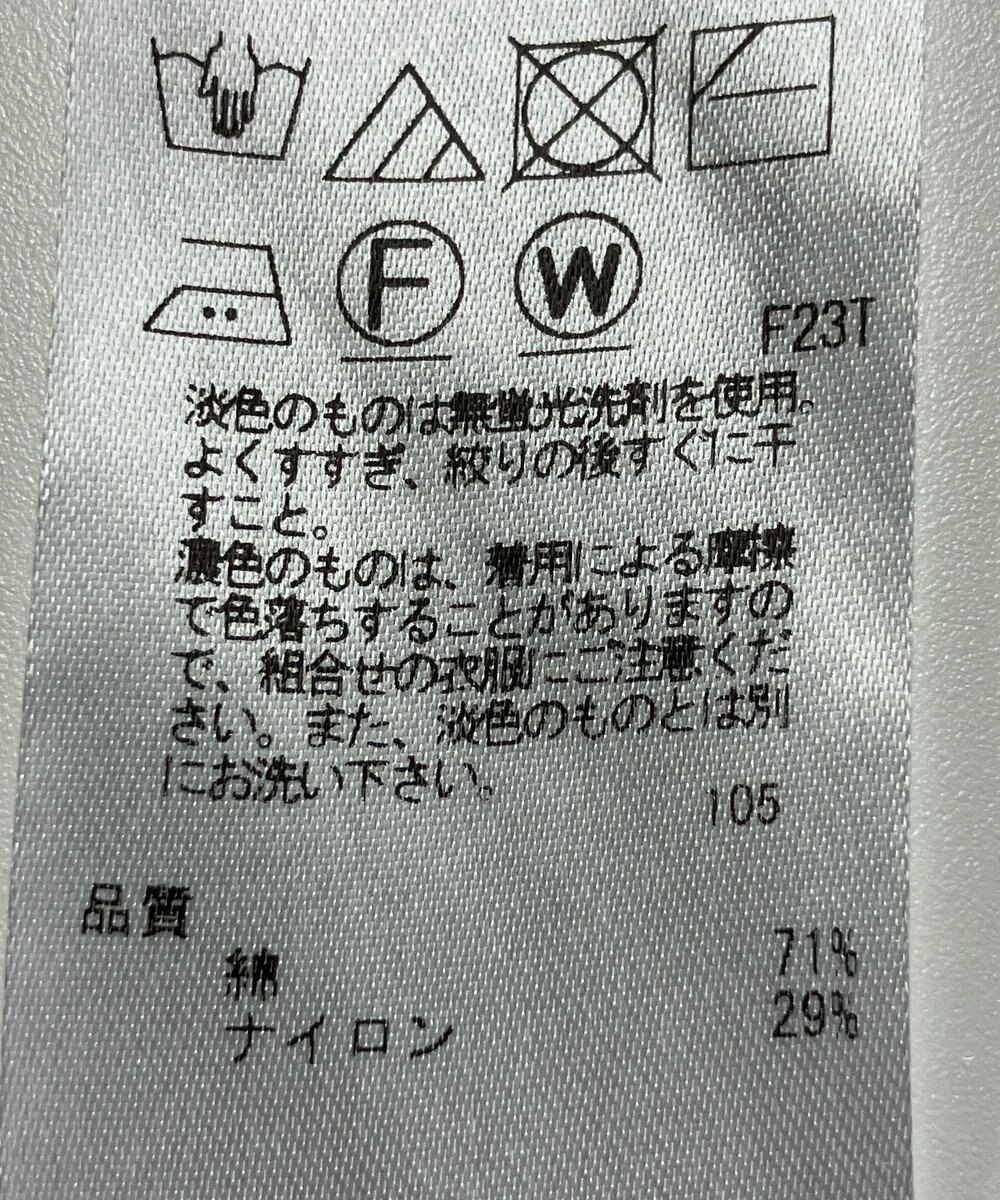 F
W
F23T
淡色のものは無蛍光洗剤を使用。
よくすすぎ、絞りの後すぐに干
すこと。
濃色のものは、着用による摩擦
で色落ちすることがありますの
で、組合せの衣服にご注意くだ
さい。また、淡色のものとは別
にお洗い下さい。
105
品質
綿 71%
ナイロン 29%